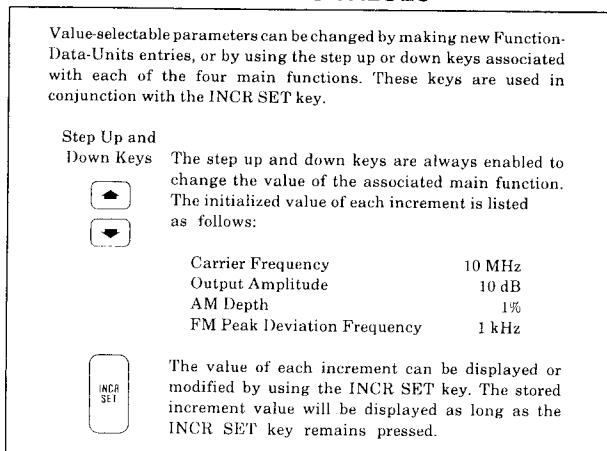 Value-selectable parameters can be changed by making new Function-
Data-Units entries, or by using the step up or down keys associated
with each of the four main functions. These keys are used in
conjunction with the INCR SET key.
Step Up and
Down Keys
The step up and down keys are always enabled to
change the value of the associated main function.
The initialized value of each increment is listed
as follows:
Carrier Frequency 10 MHz
Output Amplitude 10 dB
AM Depth 1%
FM Peak Deviation Frequency 1 kHz
INCR
SET
The value of each increment can be displayed or
modified by using the INCR SET key. The stored
increment value will be displayed as long as the
INCR SET key remains pressed.